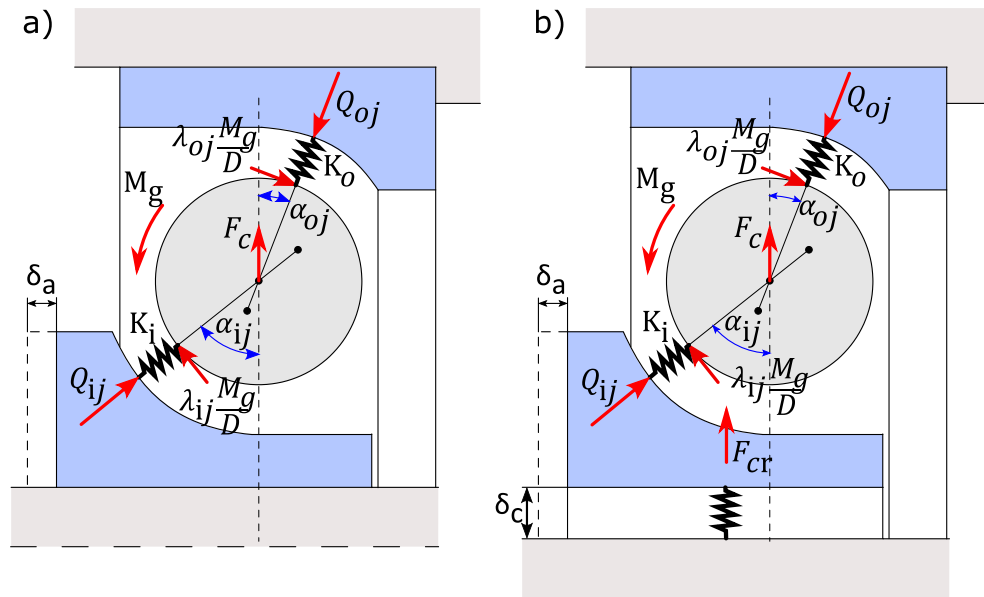 a)
Q_oj
λ_oj M_g/D
K_o
M_g
α_oj
F_c
δ_a
K_i
α_ij
Q_ij
λ_ij M_g/D
b)
Q_oj
λ_oj M_g/D
K_o
M_g
α_oj
F_c
δ_a
K_i
α_ij
Q_ij
λ_ij M_g/D
F_cr
δ_c